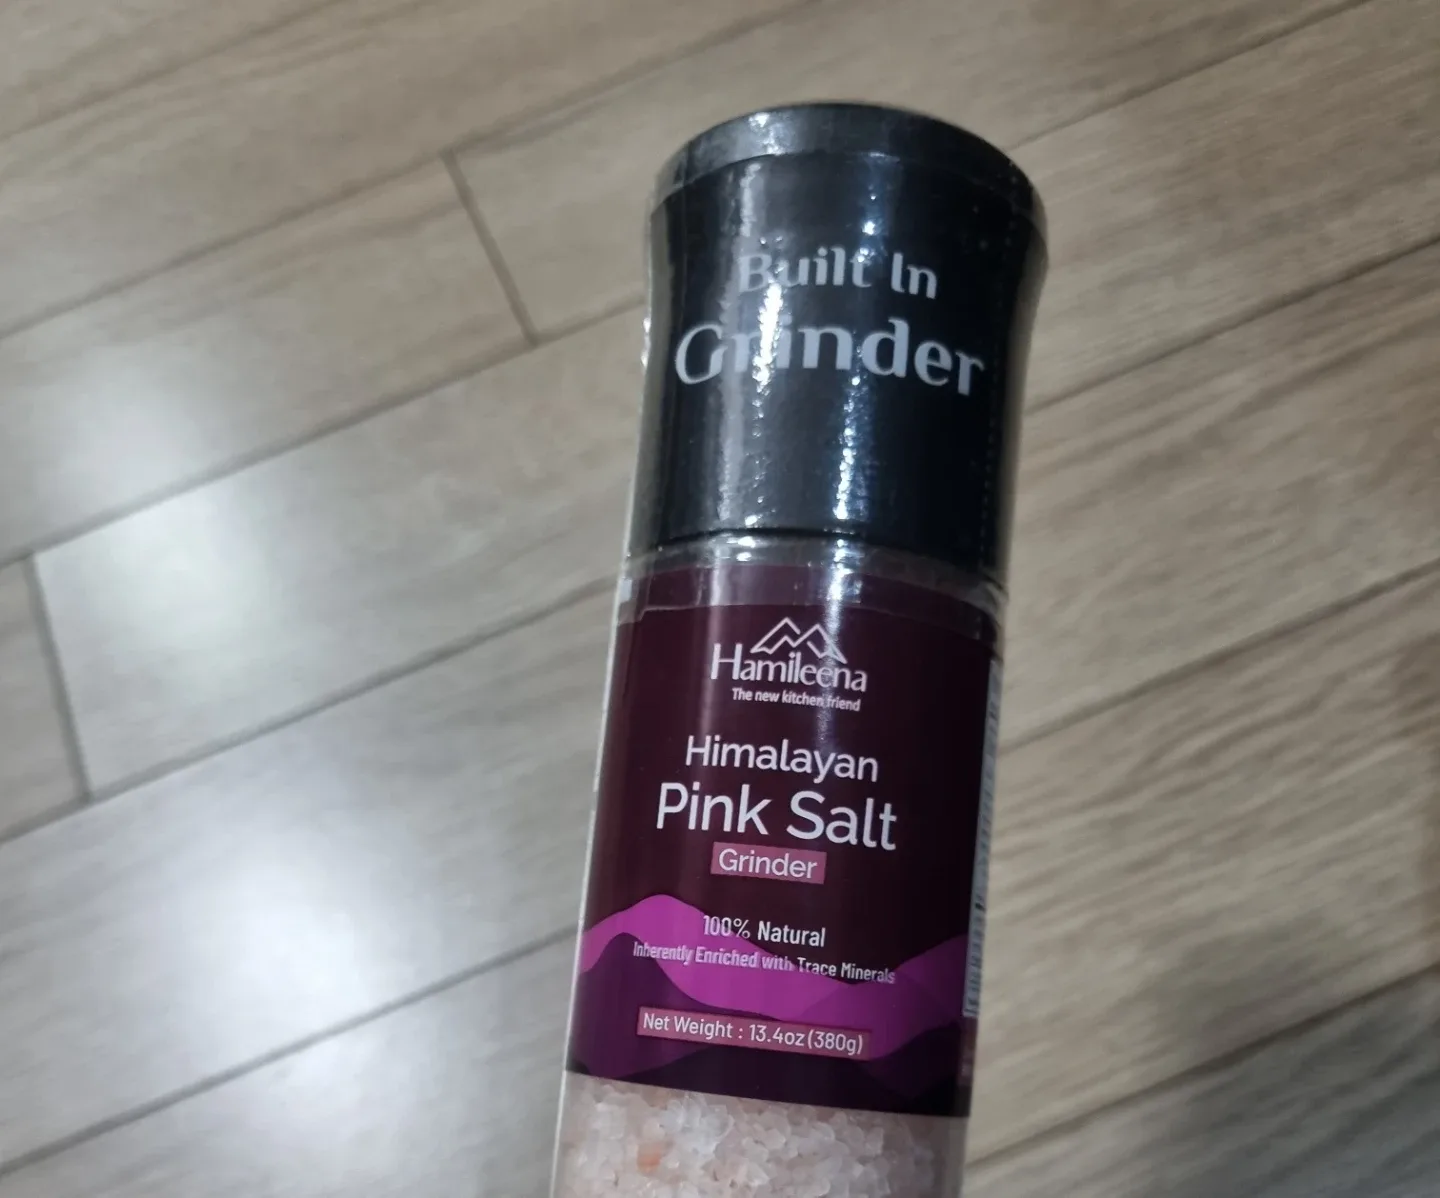 Built In
Grinder
Hamileena
The new kitchen friend
Himalayan
Pink Salt
Grinder
100% Natural
Inherently Enriched with Trace Minerals
Net Weight : 13.4oz (380g)